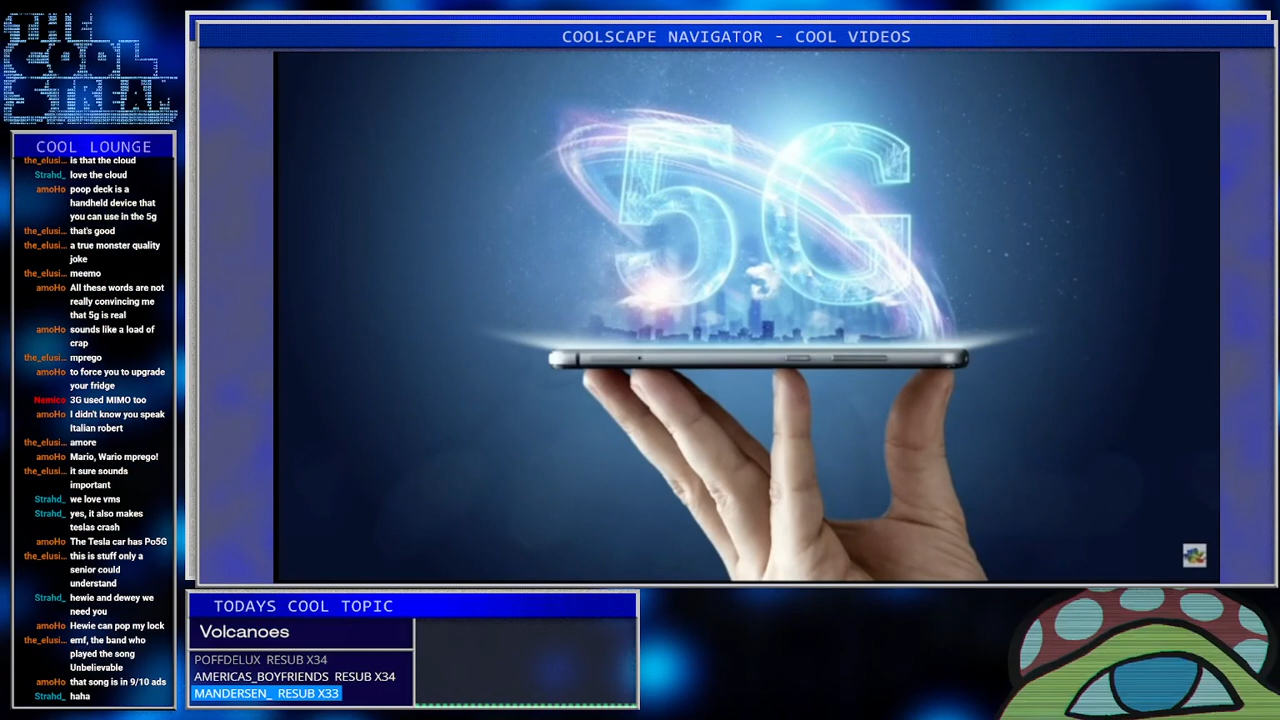 COOLSCAPE NAVIGATOR - COOL VIDEOS
5G
COOL LOUNGE
the_elusi... is that the cloud
Strahd_ love the cloud
amoHo poop deck is a
handheld device that
you can use in the 5g
the_elusi... that's good
the_elusi... a true monster quality
joke
the_elusi... meemo
amoHo All these words are not
really convincing me
that 5g is real
amoHo sounds like a load of
crap
the_elusi... mprego
amoHo to force you to upgrade
your fridge
Nemico 3G used MIMO too
amoHo I didn't know you speak
Italian robert
the_elusi... amore
amoHo Mario, Wario mprego!
the_elusi... it sure sounds
important
Strahd_ we love vms
Strahd_ yes, it also makes
teslas crash
amoHo The Tesla car has Po5G
the_elusi... this is stuff only a
senior could
understand
Strahd_ hewie and dewey we
need you
amoHo Hewie can pop my lock
the_elusi... emf, the band who
played the song
Unbelievable
amoHo that song is in 9/10 ads
Strahd_ haha
TODAYS COOL TOPIC
Volcanoes
POFFDELUX RESUB X34
AMERICAS_BOYFRIENDS RESUB X34
MANDERSEN_ RESUB X33